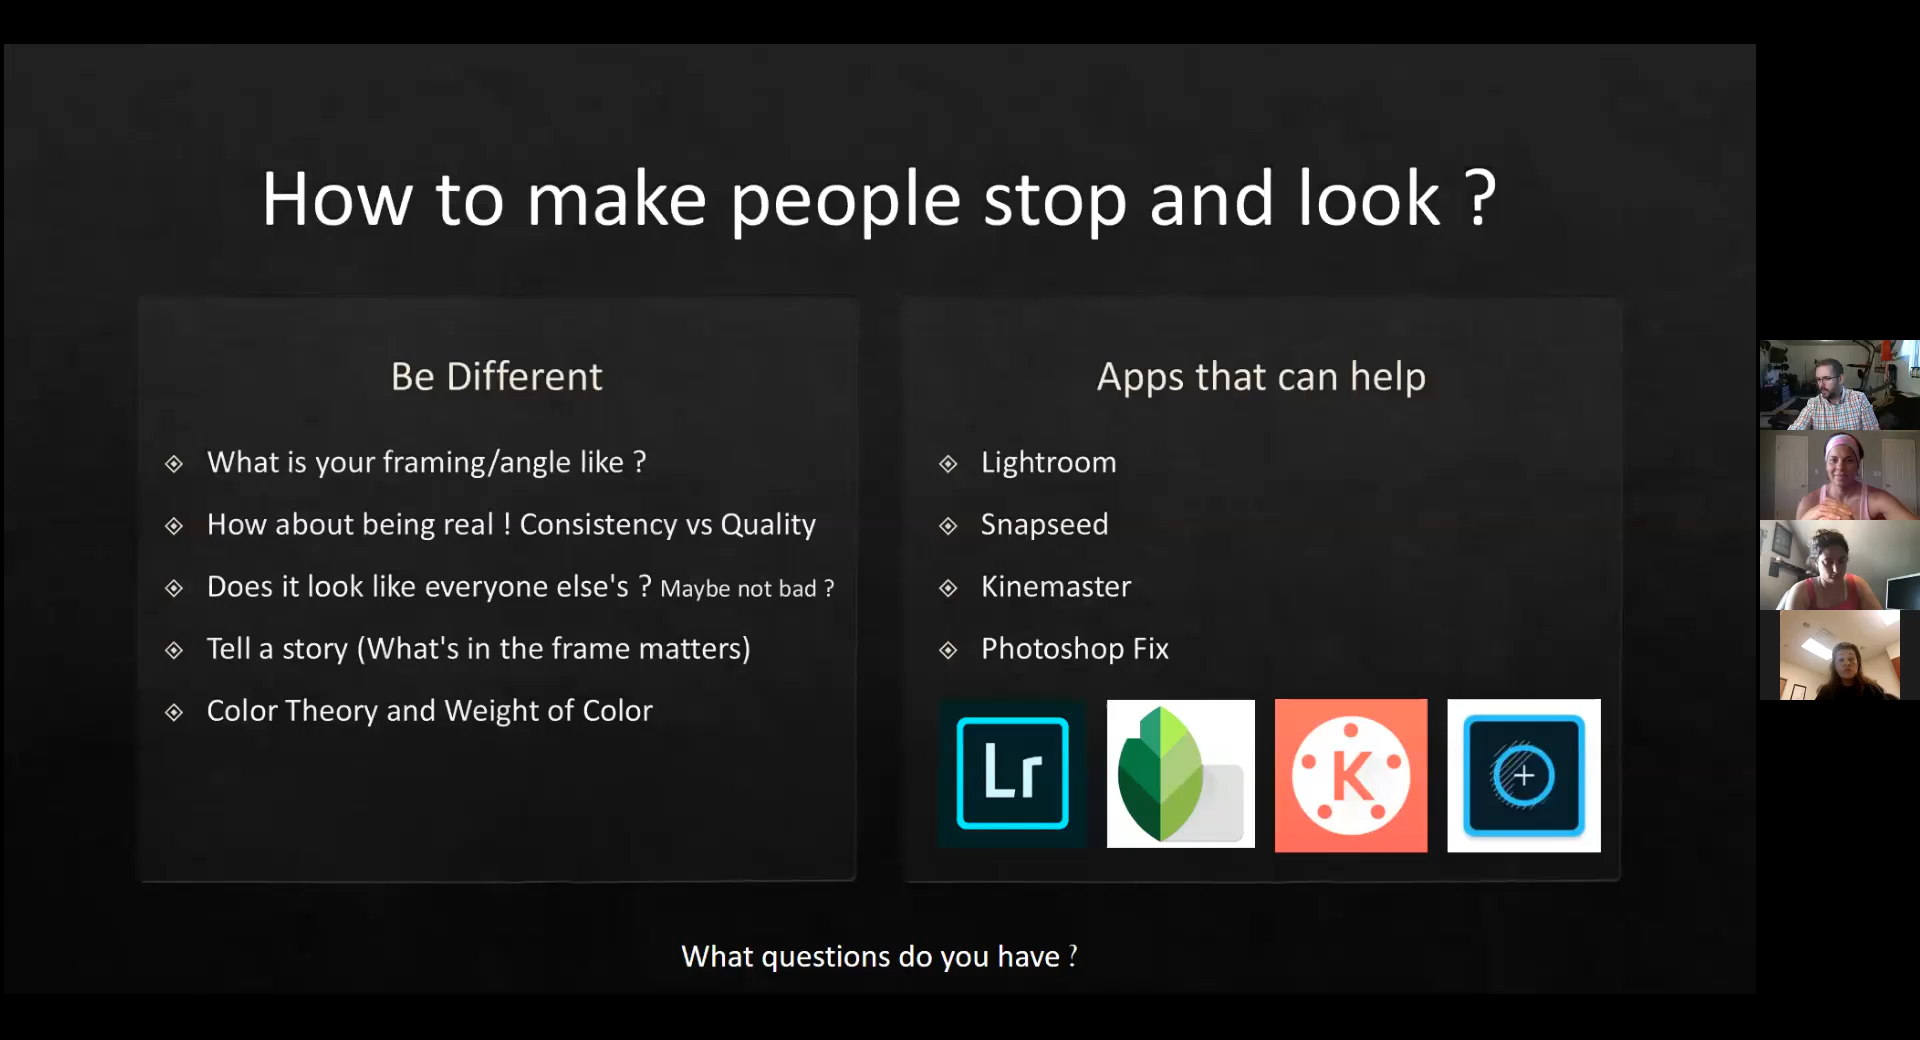 How to make people stop and look ?
Be Different
What is your framing/angle like ?
How about being real ! Consistency vs Quality
Does it look like everyone else's ? Maybe not bad ?
Tell a story (What's in the frame matters)
Color Theory and Weight of Color
Apps that can help
Lightroom
Snapseed
Kinemaster
Photoshop Fix
Lr
K
What questions do you have ?